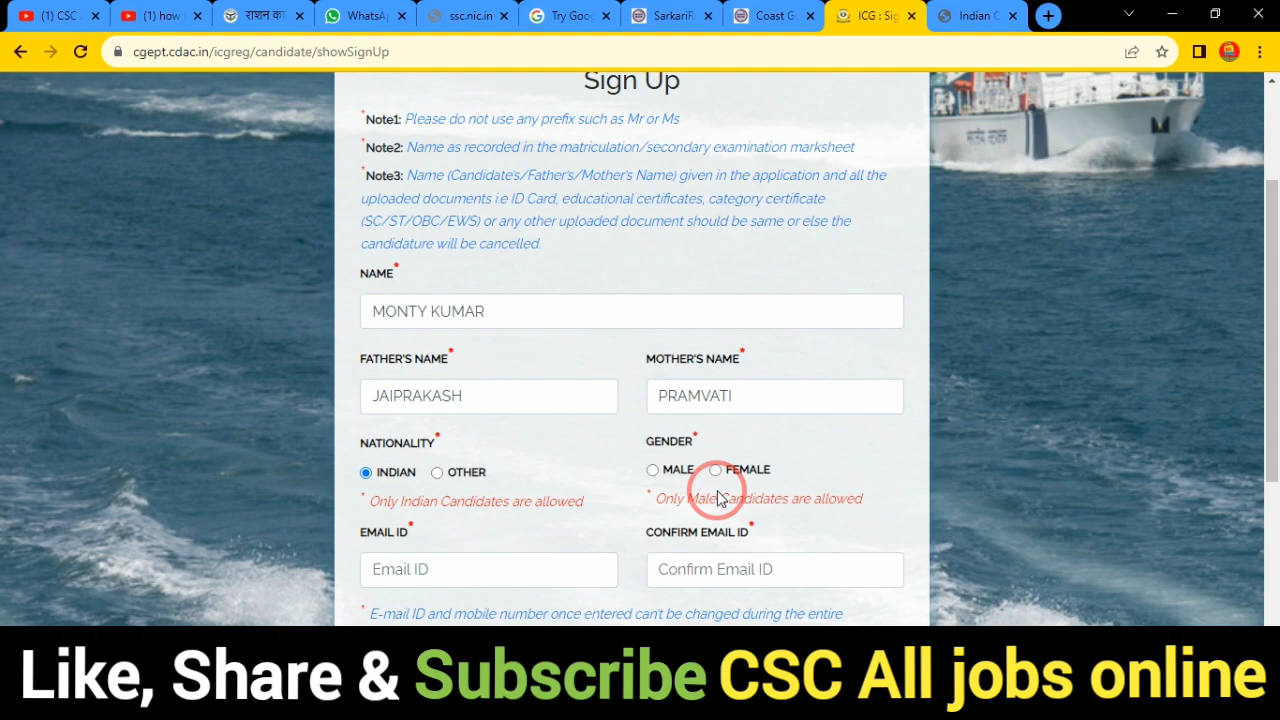 (1) CSC
(1) how
राशन का
WhatsA
ssc.nic.in
Try Goo
SarkariR
Coast G
ICG : Sig
Indian C
cgept.cdac.in/icgreg/candidate/showSignUp
Sign Up
*Note1: Please do not use any prefix such as Mr or Ms
*Note2: Name as recorded in the matriculation/secondary examination marksheet
*Note3: Name (Candidate's/Father's/Mother's Name) given in the application and all the
uploaded documents i.e ID Card, educational certificates, category certificate
(SC/ST/OBC/EWS) or any other uploaded document should be same or else the
candidature will be cancelled.
NAME*
MONTY KUMAR
FATHER'S NAME* MOTHER'S NAME*
JAIPRAKASH PRAMVATI
NATIONALITY* GENDER*
INDIAN OTHER MALE FEMALE
* Only Indian Candidates are allowed * Only Male Candidates are allowed
EMAIL ID* CONFIRM EMAIL ID*
Email ID Confirm Email ID
* E-mail ID and mobile number once entered can't be changed during the entire
Like, Share & Subscribe CSC All jobs online